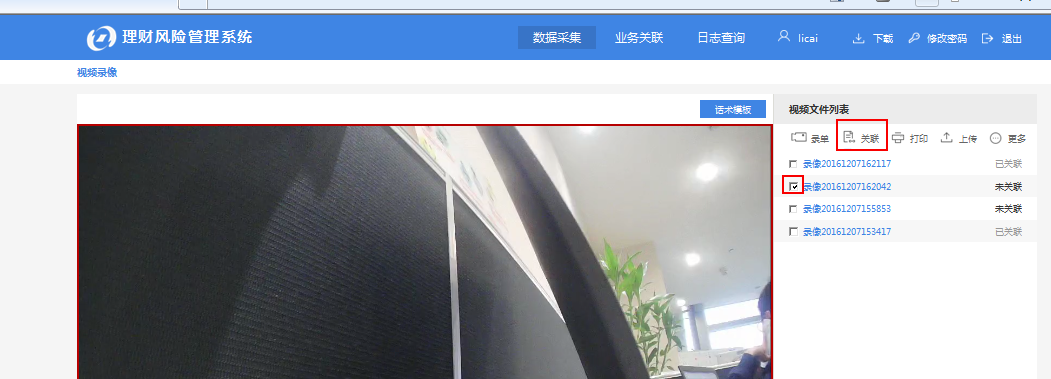 理财风险管理系统
数据采集 业务关联 日志查询 licai 下载 修改密码 退出
视频录像
话术模板
视频文件列表
录单 关联 打印 上传 更多
录像20161207162117 已关联
录像20161207162042 未关联
录像20161207155853 未关联
录像20161207153417 已关联